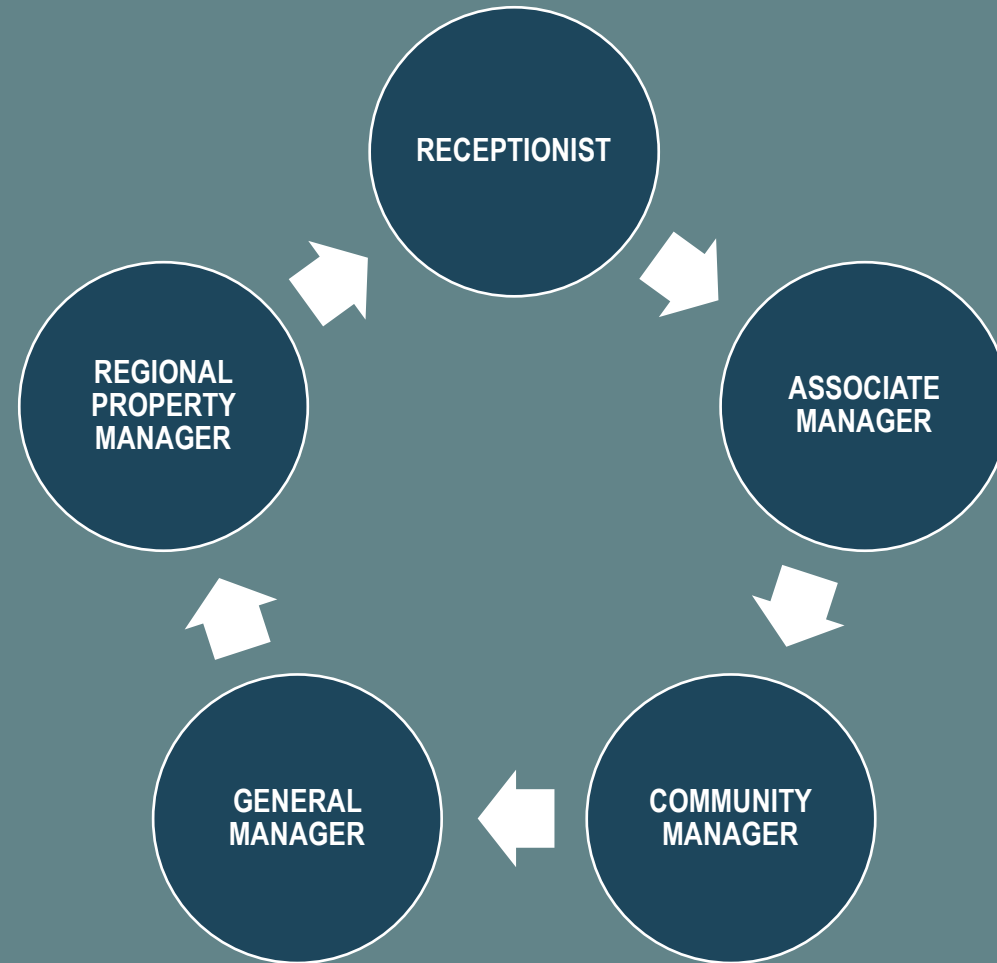 RECEPTIONIST
ASSOCIATE
MANAGER
COMMUNITY
MANAGER
GENERAL
MANAGER
REGIONAL
PROPERTY
MANAGER